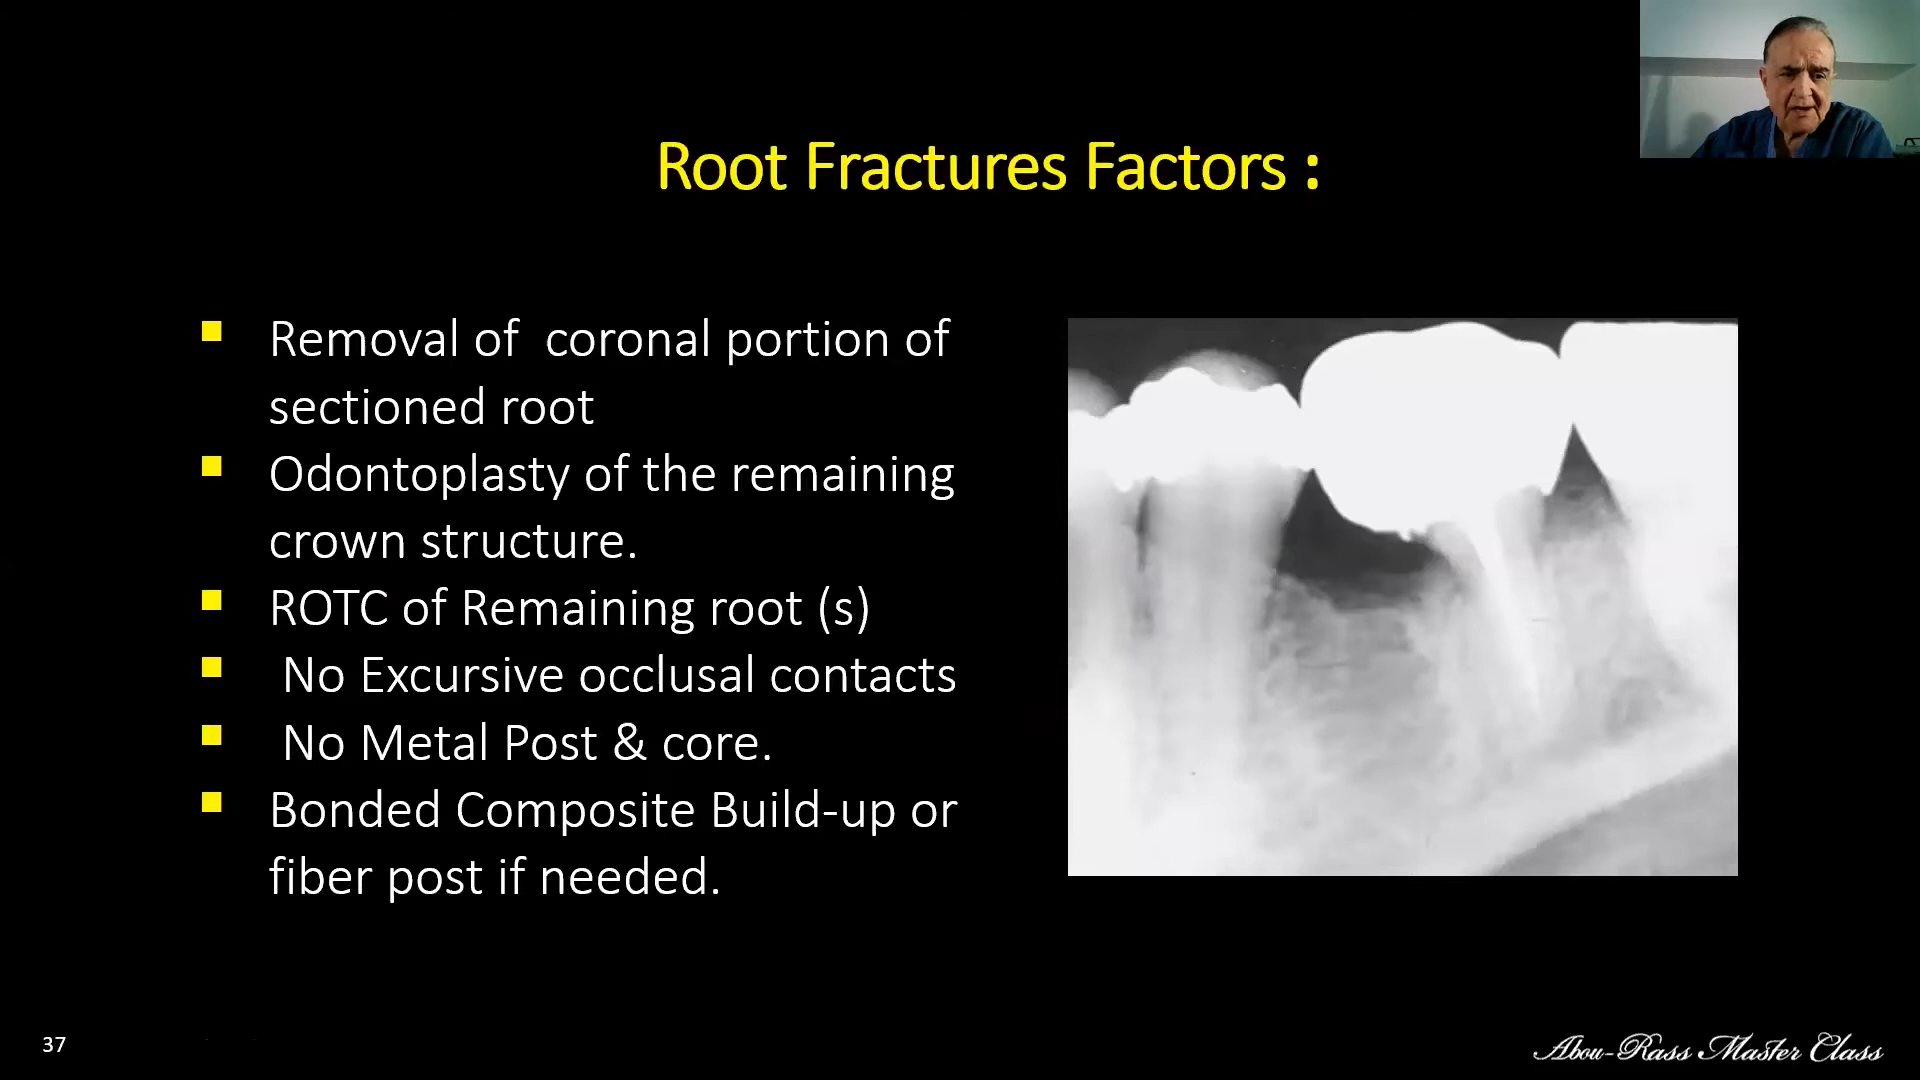 Root Fractures Factors :
Removal of coronal portion of
sectioned root
Odontoplasty of the remaining
crown structure.
ROTC of Remaining root (s)
No Excursive occlusal contacts
No Metal Post & core.
Bonded Composite Build-up or
fiber post if needed.
37
Abou-Rass Master Class